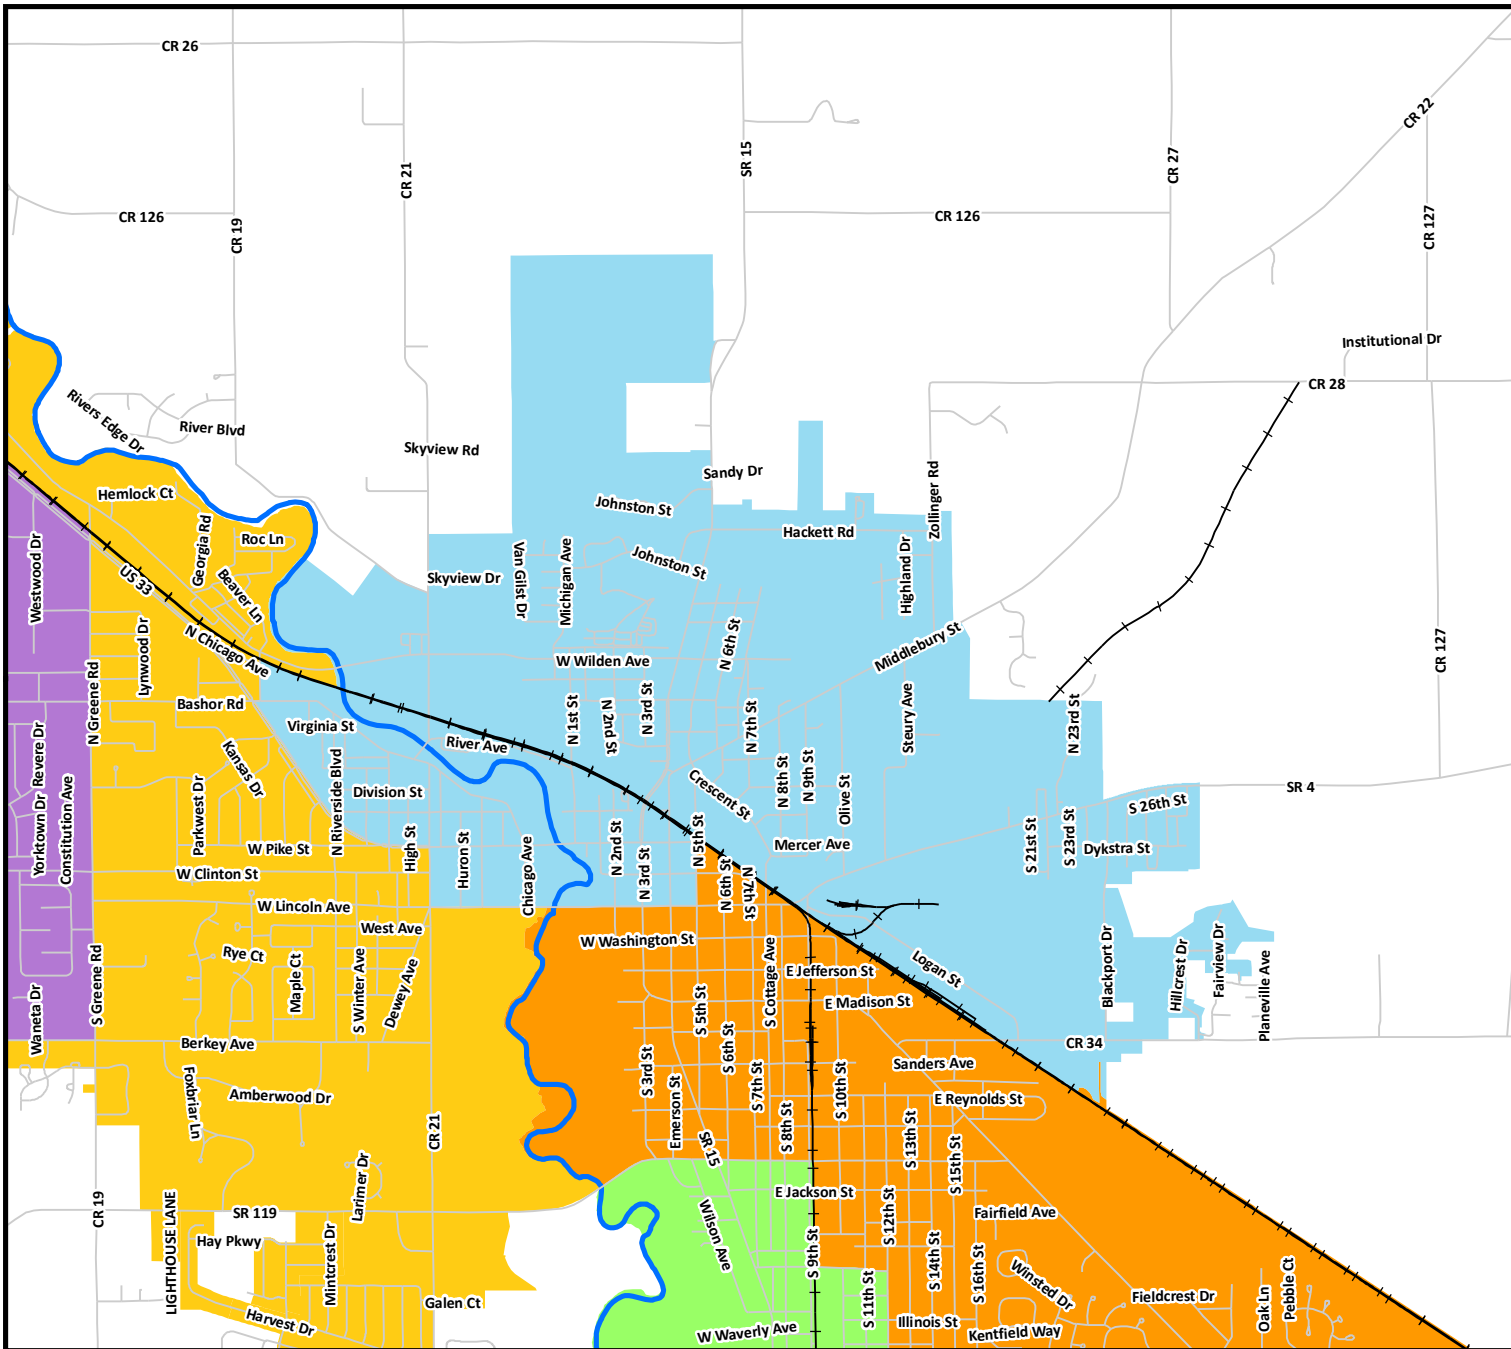 CR 26
CR 22
SR 15
CR 27
CR 21
CR 126
CR 126
CR 19
CR 127
Institutional Dr
CR 28
Rivers Edge Dr
River Blvd
Skyview Rd
Sandy Dr
Hemlock Ct
Johnston St
Zollinger Rd
Hackett Rd
Georgia Rd
Roc Ln
Westwood Dr
US 33
Beaver Ln
Skyview Dr
Van Gilst Dr
Michigan Ave
Johnston St
Highland Dr
N Chicago Ave
Lynwood Dr
W Wilden Ave
N 6th St
Middlebury St
CR 127
N Greene Rd
Bashor Rd
Virginia St
N 1st St
N 2nd St
N 3rd St
N 7th St
Steury Ave
N 23rd St
Revere Dr
Kansas Dr
River Ave
Division St
N Riverside Blvd
Crescent St
N 8th St
N 9th St
Olive St
SR 4
S 26th St
Yorktown Dr
Constitution Ave
Parkwest Dr
W Pike St
High St
Huron St
Chicago Ave
N 2nd St
N 3rd St
N 5th St
N 6th St
N 7th St
Mercer Ave
S 21st St
S 23rd St
Dykstra St
W Clinton St
W Lincoln Ave
West Ave
W Washington St
S Greene Rd
Rye Ct
Maple Ct
S Winter Ave
Dewey Ave
S 5th St
S Cottage Ave
E Jefferson St
Logan St
E Madison St
Blackport Dr
Hillcrest Dr
Fairview Dr
Planeville Ave
Waneta Dr
Berkey Ave
CR 34
S 6th St
Sanders Ave
Foxbriar Ln
Amberwood Dr
CR 21
S 3rd St
Emerson St
S 7th St
S 8th St
S 10th St
E Reynolds St
SR 15
S 13th St
S 15th St
CR 19
LIGHTHOUSE LANE
SR 119
Larimer Dr
E Jackson St
S 12th St
Fairfield Ave
Hay Pkwy
Mintcrest Dr
Wilson Ave
S 9th St
S 14th St
S 16th St
Winsted Dr
Fieldcrest Dr
Oak Ln
Pebble Ct
Galen Ct
Harvest Dr
W Waverly Ave
S 11th St
Illinois St
Kentfield Way